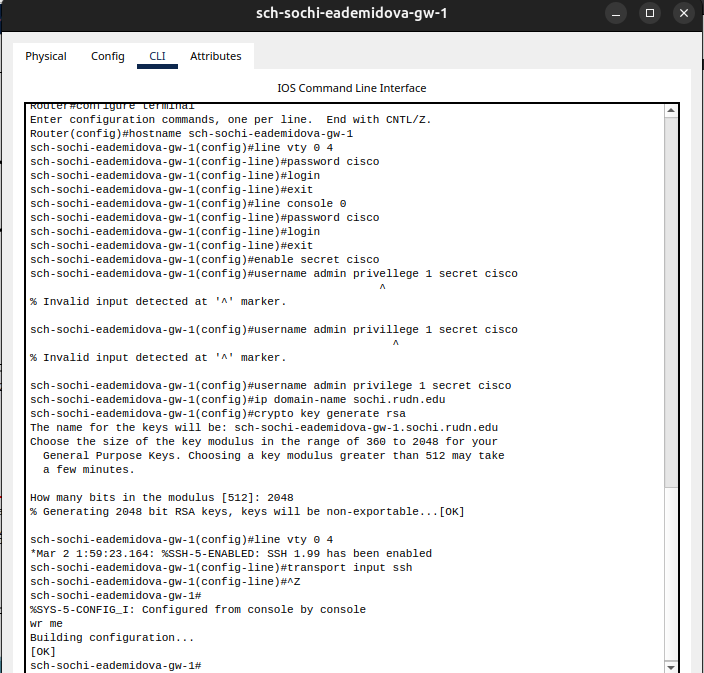 sch-sochi-eademidova-gw-1
Physical Config CLI Attributes
IOS Command Line Interface
Router#configure terminal
Enter configuration commands, one per line.  End with CNTL/Z.
Router(config)#hostname sch-sochi-eademidova-gw-1
sch-sochi-eademidova-gw-1(config)#line vty 0 4
sch-sochi-eademidova-gw-1(config-line)#password cisco
sch-sochi-eademidova-gw-1(config-line)#login
sch-sochi-eademidova-gw-1(config-line)#exit
sch-sochi-eademidova-gw-1(config)#line console 0
sch-sochi-eademidova-gw-1(config-line)#password cisco
sch-sochi-eademidova-gw-1(config-line)#login
sch-sochi-eademidova-gw-1(config-line)#exit
sch-sochi-eademidova-gw-1(config)#enable secret cisco
sch-sochi-eademidova-gw-1(config)#username admin privellege 1 secret cisco
^
% Invalid input detected at '^' marker.
sch-sochi-eademidova-gw-1(config)#username admin privillege 1 secret cisco
^
% Invalid input detected at '^' marker.
sch-sochi-eademidova-gw-1(config)#username admin privilege 1 secret cisco
sch-sochi-eademidova-gw-1(config)#ip domain-name sochi.rudn.edu
sch-sochi-eademidova-gw-1(config)#crypto key generate rsa
The name for the keys will be: sch-sochi-eademidova-gw-1.sochi.rudn.edu
Choose the size of the key modulus in the range of 360 to 2048 for your
General Purpose Keys. Choosing a key modulus greater than 512 may take
a few minutes.
How many bits in the modulus [512]: 2048
% Generating 2048 bit RSA keys, keys will be non-exportable...[OK]
sch-sochi-eademidova-gw-1(config)#line vty 0 4
*Mar 2 1:59:23.164: %SSH-5-ENABLED: SSH 1.99 has been enabled
sch-sochi-eademidova-gw-1(config-line)#transport input ssh
sch-sochi-eademidova-gw-1(config-line)#^Z
sch-sochi-eademidova-gw-1#
%SYS-5-CONFIG_I: Configured from console by console
wr me
Building configuration...
[OK]
sch-sochi-eademidova-gw-1#